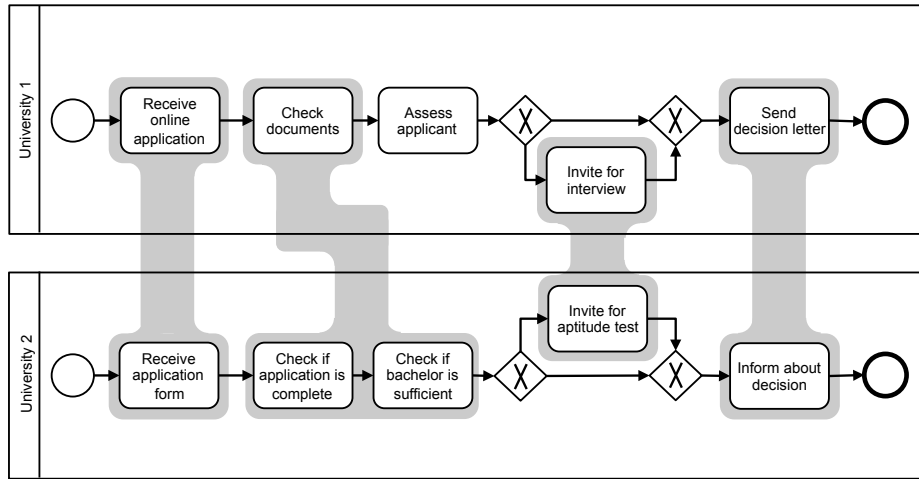 University 1
Receive
online
application
Check
documents
Assess
applicant
X
X
Invite for
interview
Send
decision letter
University 2
Receive
application
form
Check if
application is
complete
Check if
bachelor is
sufficient
X
Invite for
aptitude test
X
Inform about
decision